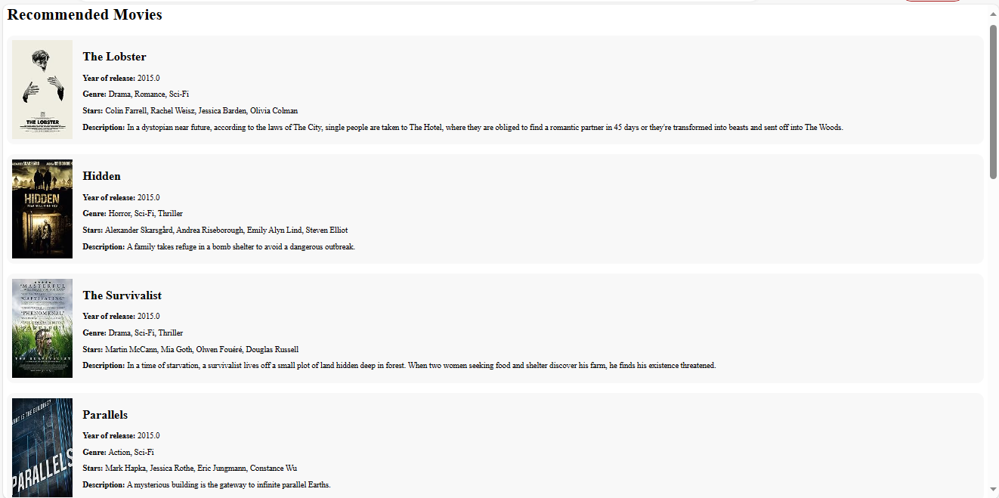 Recommended Movies
THE LOBSTER
The Lobster
Year of release: 2015.0
Genre: Drama, Romance, Sci-Fi
Stars: Colin Farrell, Rachel Weisz, Jessica Barden, Olivia Colman
Description: In a dystopian near future, according to the laws of The City, single people are taken to The Hotel, where they are obliged to find a romantic partner in 45 days or they're transformed into beasts and sent off into The Woods.
HIDDEN
FEAR WILL FIND YOU
Hidden
Year of release: 2015.0
Genre: Horror, Sci-Fi, Thriller
Stars: Alexander Skarsgård, Andrea Riseborough, Emily Alyn Lind, Steven Elliot
Description: A family takes refuge in a bomb shelter to avoid a dangerous outbreak.
"MASTERFUL
"CAPTIVATING"
"PHENOMENAL"
THE SURVIVALIST
The Survivalist
Year of release: 2015.0
Genre: Drama, Sci-Fi, Thriller
Stars: Martin McCann, Mia Goth, Olwen Fouéré, Douglas Russell
Description: In a time of starvation, a survivalist lives off a small plot of land hidden deep in forest. When two women seeking food and shelter discover his farm, he finds his existence threatened.
IS THE BUILDING?
PARALLELS
Parallels
Year of release: 2015.0
Genre: Action, Sci-Fi
Stars: Mark Hapka, Jessica Rothe, Eric Jungmann, Constance Wu
Description: A mysterious building is the gateway to infinite parallel Earths.